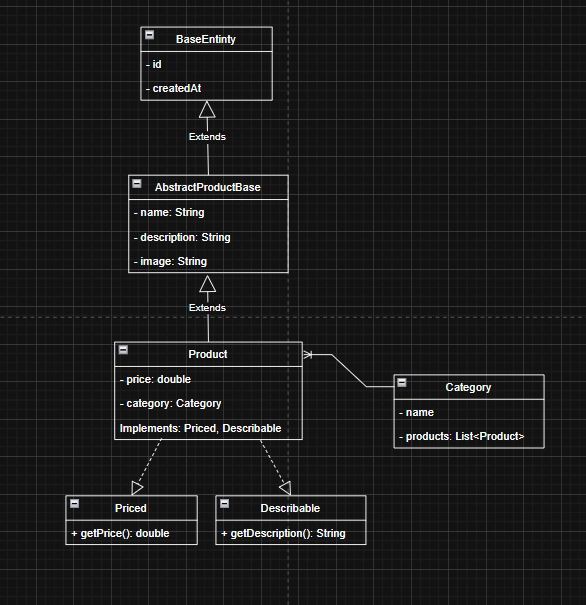 BaseEntinty
- id
- createdAt
Extends
AbstractProductBase
- name: String
- description: String
- image: String
Extends
Product
- price: double
- category: Category
Implements: Priced, Describable
Category
- name
- products: List<Product>
Priced
+ getPrice(): double
Describable
+ getDescription(): String